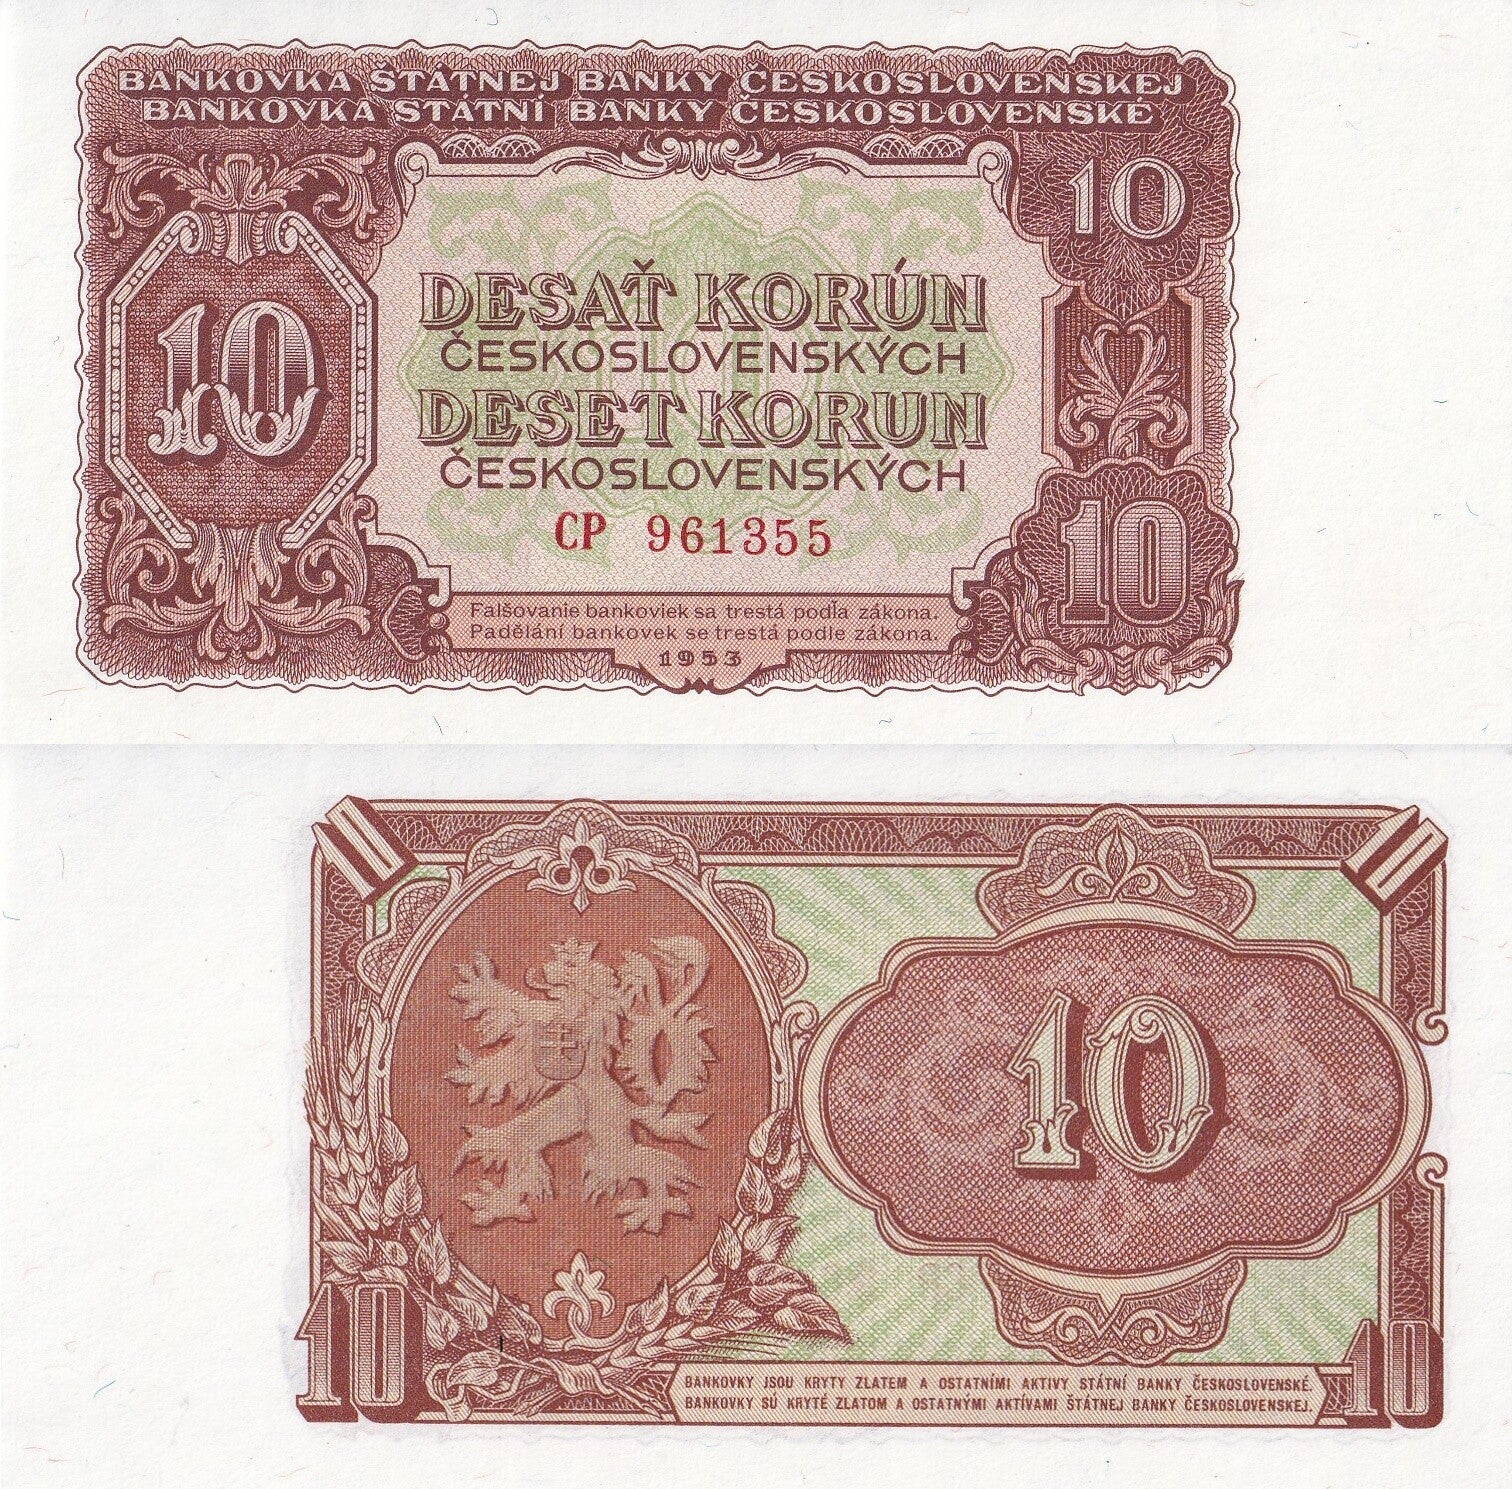 BANKOVKA ŠTÁTNEJ BANKY ČESKOSLOVENSKEJ
BANKOVKA STÁTNÍ BANKY ČESKOSLOVENSKÉ
10
10
DESAŤ KORÚN
ČESKOSLOVENSKÝCH
DESET KORUN
ČESKOSLOVENSKÝCH
CP 961355
10
Falšovanie bankoviek sa trestá podľa zákona.
Padělání bankovek se trestá podle zákona.
1953
10
10
10
BANKOVKY JSOU KRYTY ZLATEM A OSTATNÍMI AKTIVY STÁTNÍ BANKY ČESKOSLOVENSKÉ.
BANKOVKY SÚ KRYTÉ ZLATOM A OSTATNÝMI AKTÍVAMI ŠTÁTNEJ BANKY ČESKOSLOVENSKEJ.
10
10